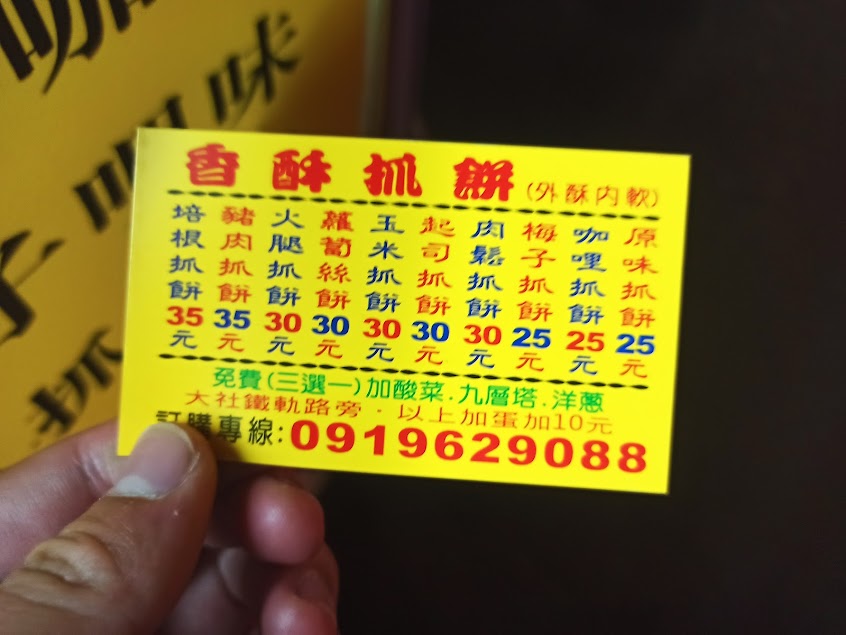 香酥抓餅(外酥內軟)
原味抓餅25元
咖哩抓餅25元
梅子抓餅25元
肉鬆抓餅30元
起司抓餅30元
玉米抓餅30元
蘿蔔絲抓餅30元
火腿抓餅30元
豬肉抓餅35元
培根抓餅35元
免費(三選一)加酸菜.九層塔.洋蔥
大社鐵軌路旁·以上加蛋加10元
訂購專線:0919629088